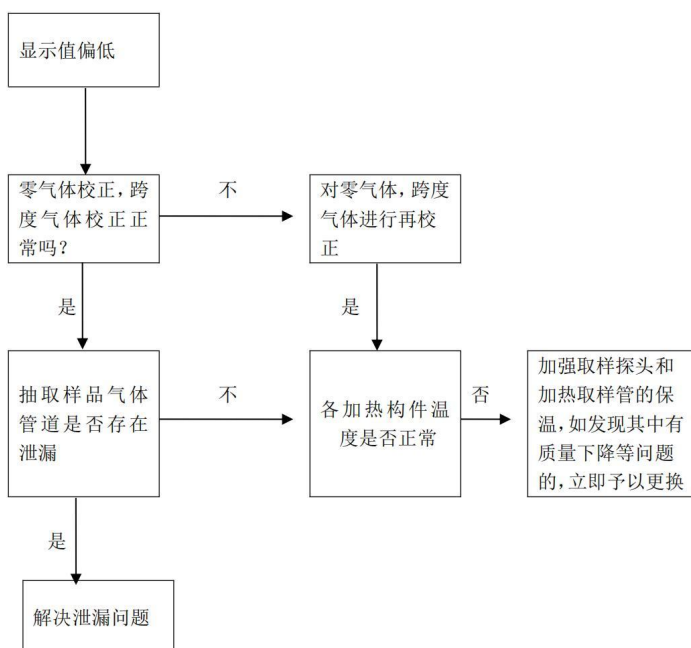 显示值偏低
零气体校正，跨
度气体校正正
常吗？
不
对零气体，跨度
气体进行再校
正
是
是
抽取样品气体
管道是否存在
泄漏
不
各加热构件温
度是否正常
否
加强取样探头和
加热取样管的保
温，如发现其中有
质量下降等问题
的，立即予以更换
是
解决泄漏问题